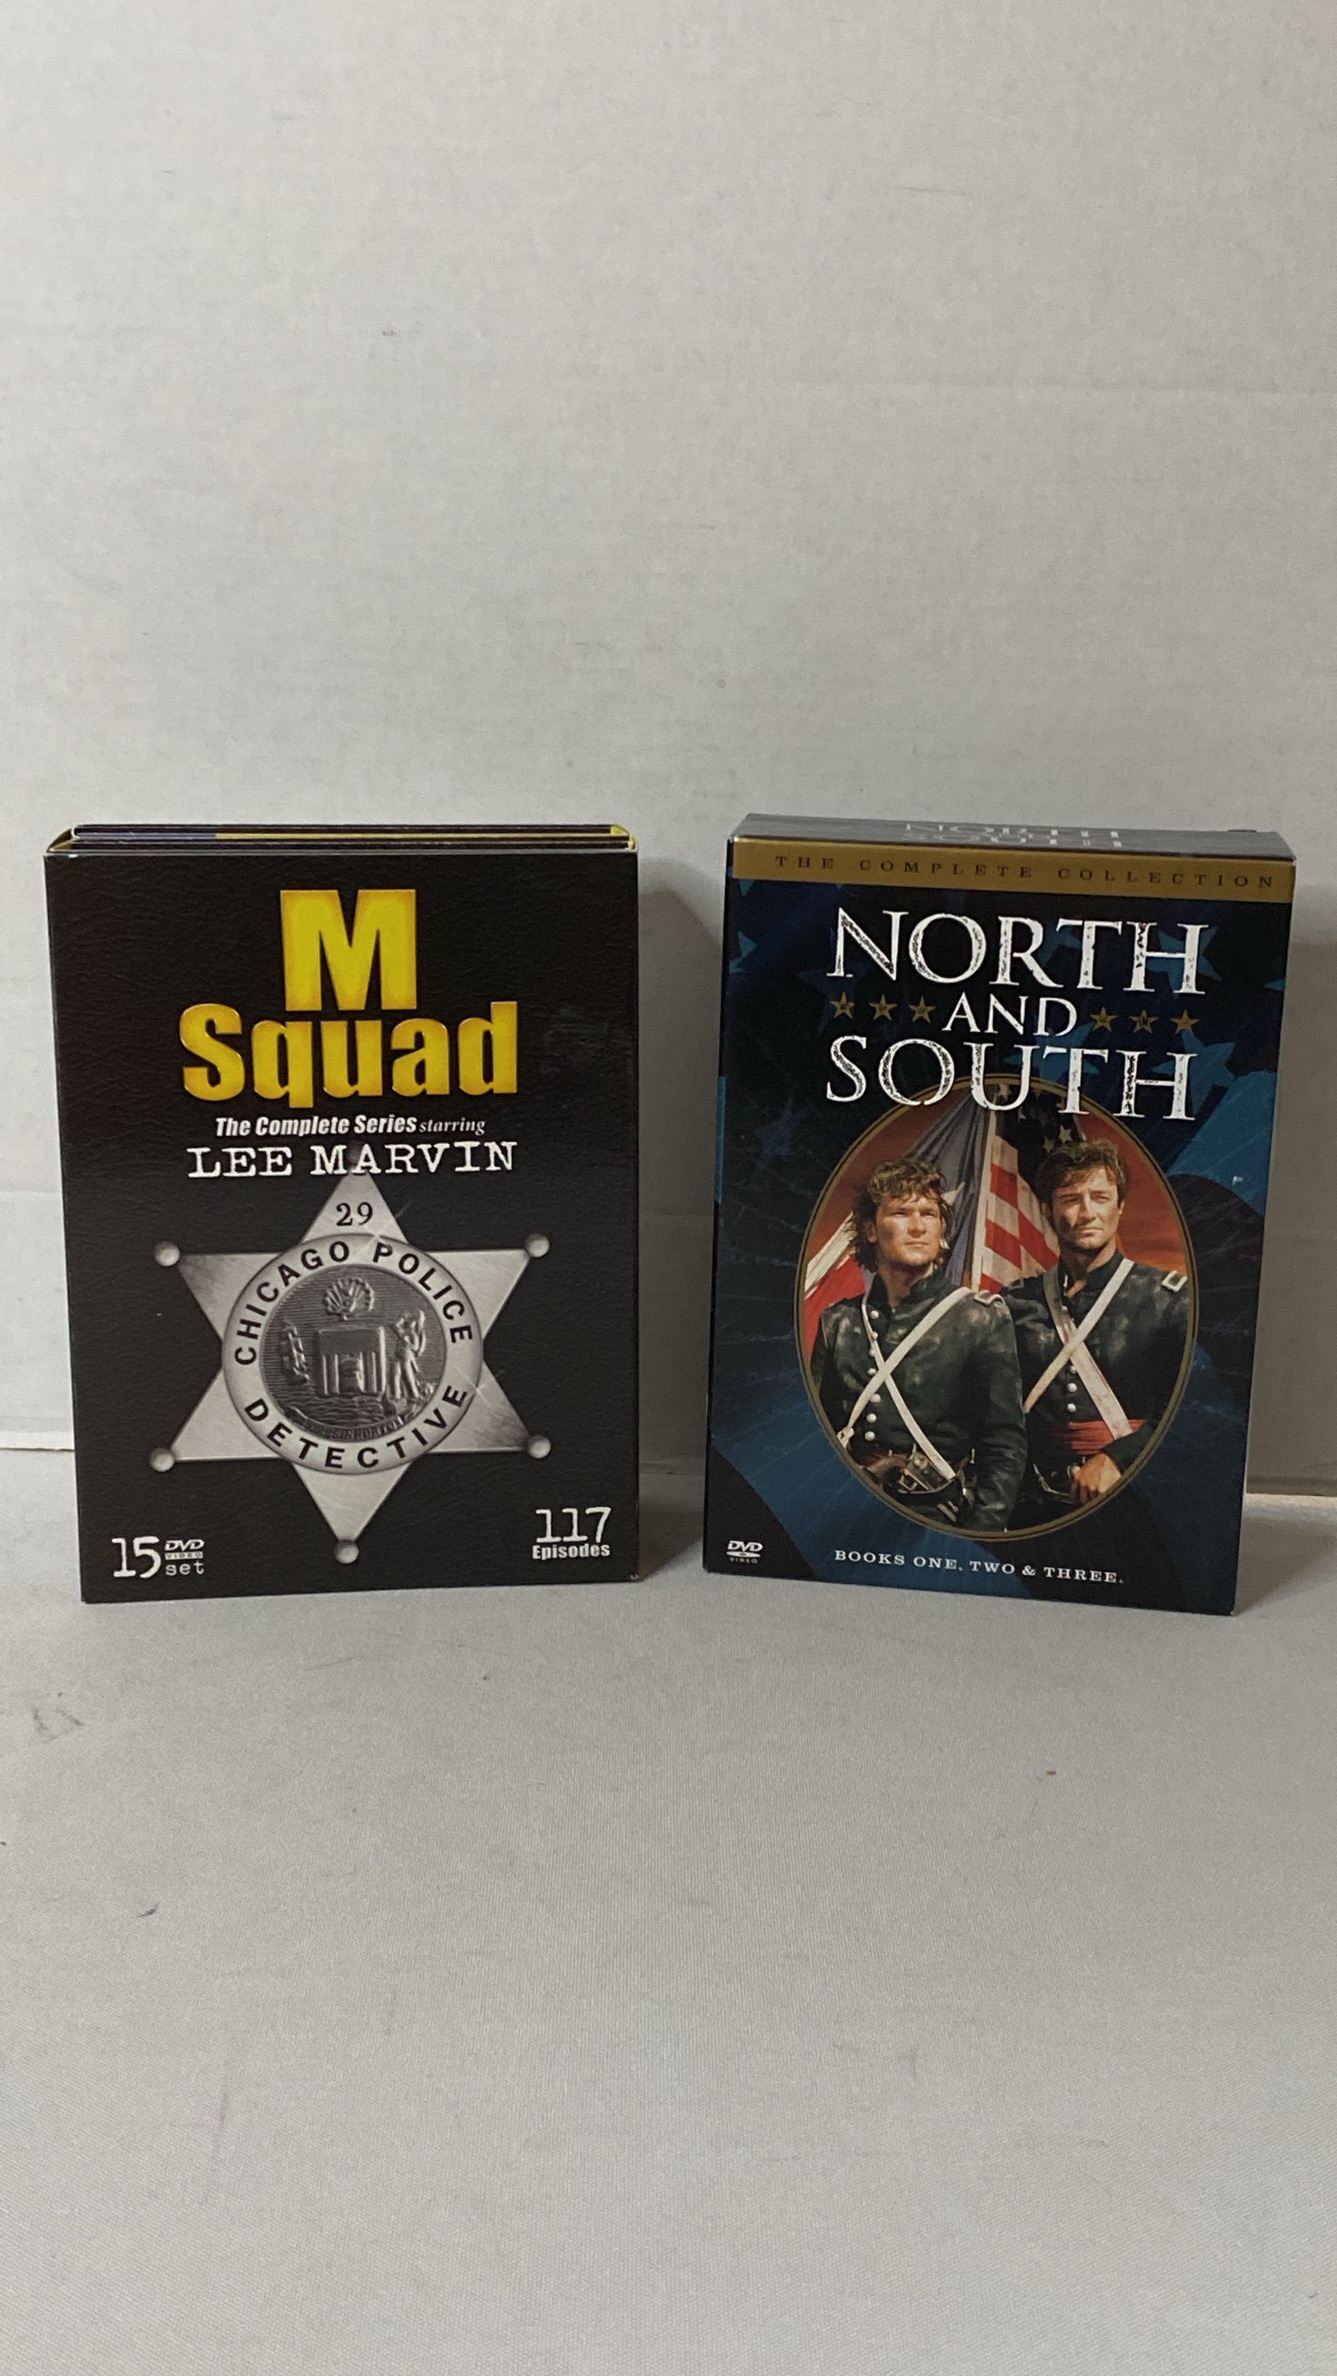 M
Squad
The Complete Series starring
LEE MARVIN
29
CHICAGO POLICE
DETECTIVE
15 DVD VIDEO set
117
Episodes
NORTH
SOUTH
THE COMPLETE COLLECTION
NORTH
AND
SOUTH
DVD
VIDEO
BOOKS ONE, TWO & THREE.